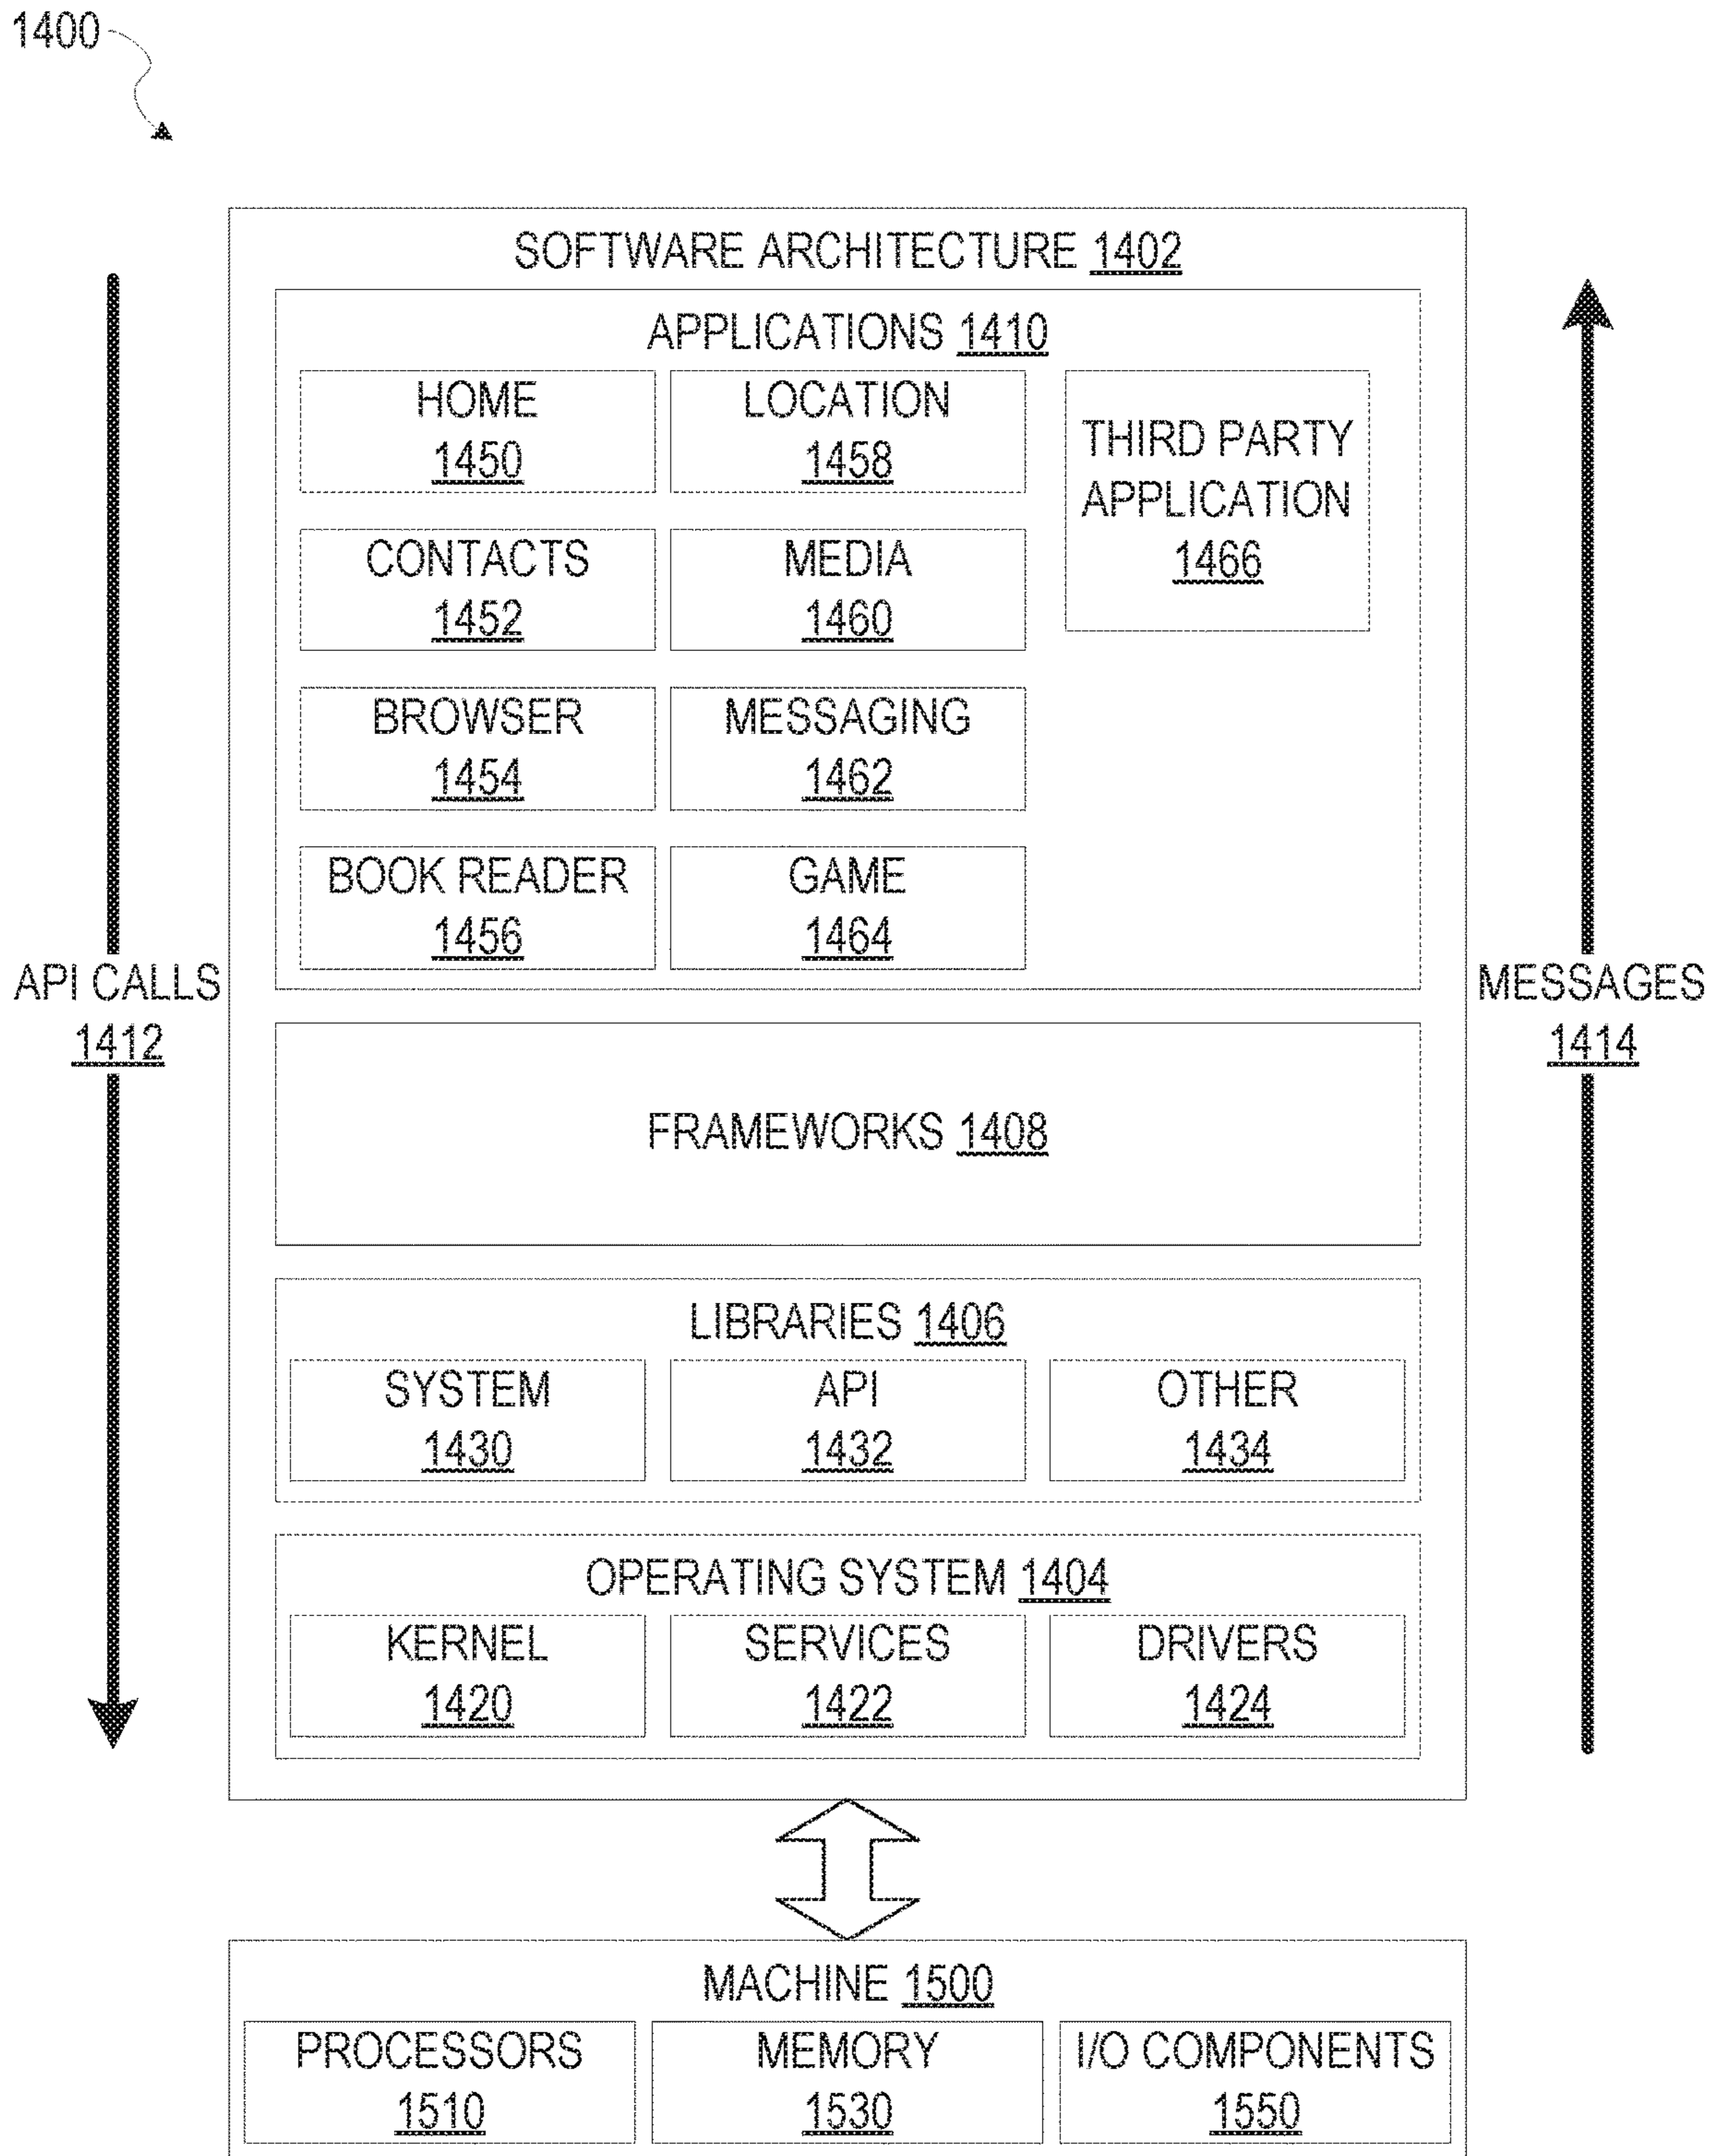 1400
SOFTWARE ARCHITECTURE 1402
APPLICATIONS 1410
HOME
1450
LOCATION
1458
THIRD PARTY
APPLICATION
1466
CONTACTS
1452
MEDIA
1460
BROWSER
1454
MESSAGING
1462
BOOK READER
1456
GAME
1464
API CALLS
1412
MESSAGES
1414
FRAMEWORKS 1408
LIBRARIES 1406
SYSTEM
1430
API
1432
OTHER
1434
OPERATING SYSTEM 1404
KERNEL
1420
SERVICES
1422
DRIVERS
1424
MACHINE 1500
PROCESSORS
1510
MEMORY
1530
I/O COMPONENTS
1550